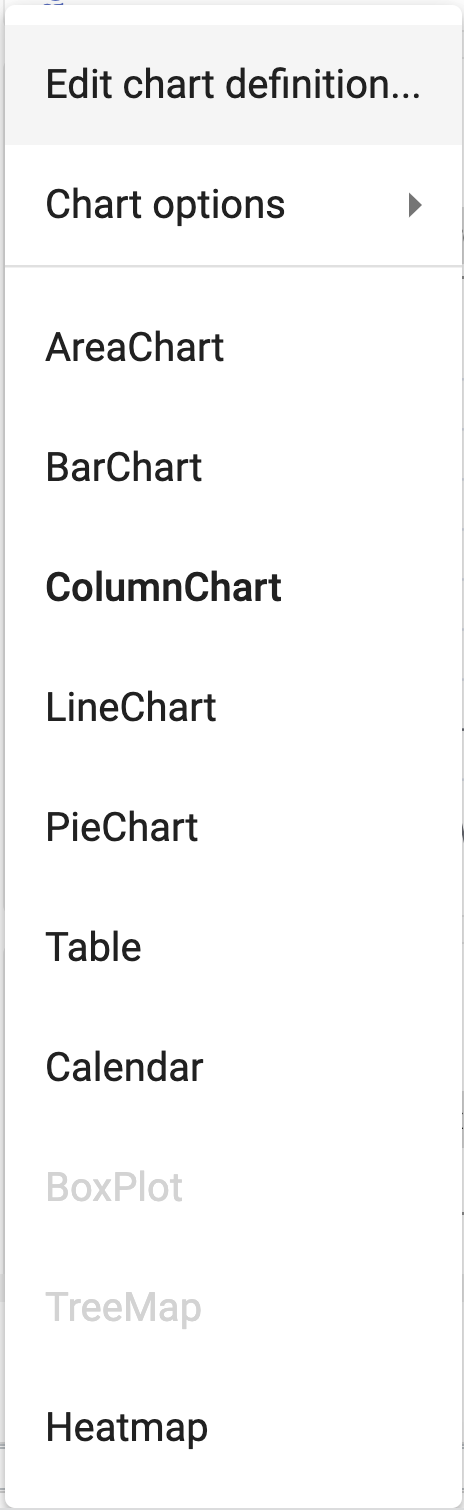 Edit chart definition...
Chart options
AreaChart
BarChart
ColumnChart
LineChart
PieChart
Table
Calendar
BoxPlot
TreeMap
Heatmap